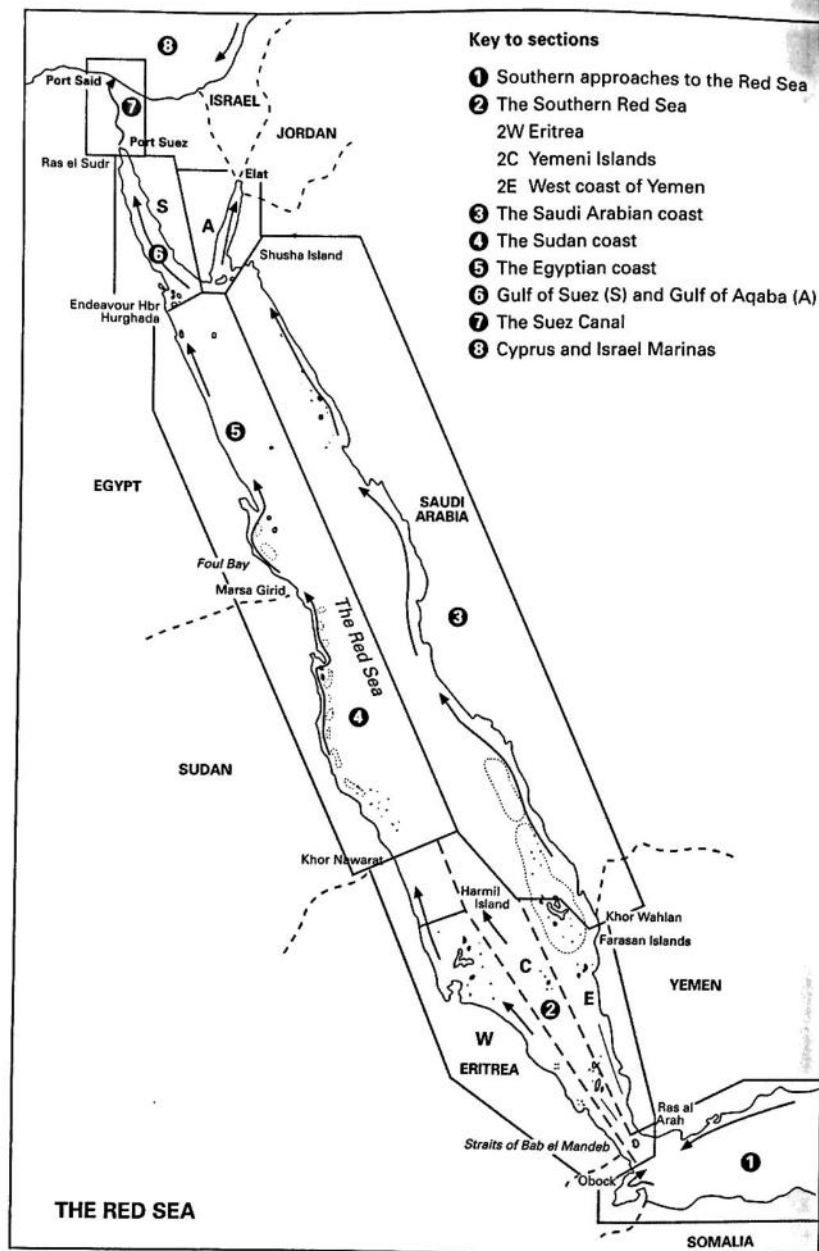 Key to sections
1 Southern approaches to the Red Sea
2 The Southern Red Sea
2W Eritrea
2C Yemeni Islands
2E West coast of Yemen
3 The Saudi Arabian coast
4 The Sudan coast
5 The Egyptian coast
6 Gulf of Suez (S) and Gulf of Aqaba (A)
7 The Suez Canal
8 Cyprus and Israel Marinas
8
Port Said
7
ISRAEL
JORDAN
Port Suez
Ras el Sudr
Elat
S
A
6
Shusha Island
Endeavour Hbr
Hurghada
5
EGYPT
SAUDI
ARABIA
Foul Bay
Marsa Girid
The Red Sea
3
4
SUDAN
Khor Nawarat
Harmil
Island
Khor Wahlan
Farasan Islands
C
E
YEMEN
2
W
ERITREA
Ras al
Arah
Straits of Bab el Mandeb
1
Obock
THE RED SEA
SOMALIA